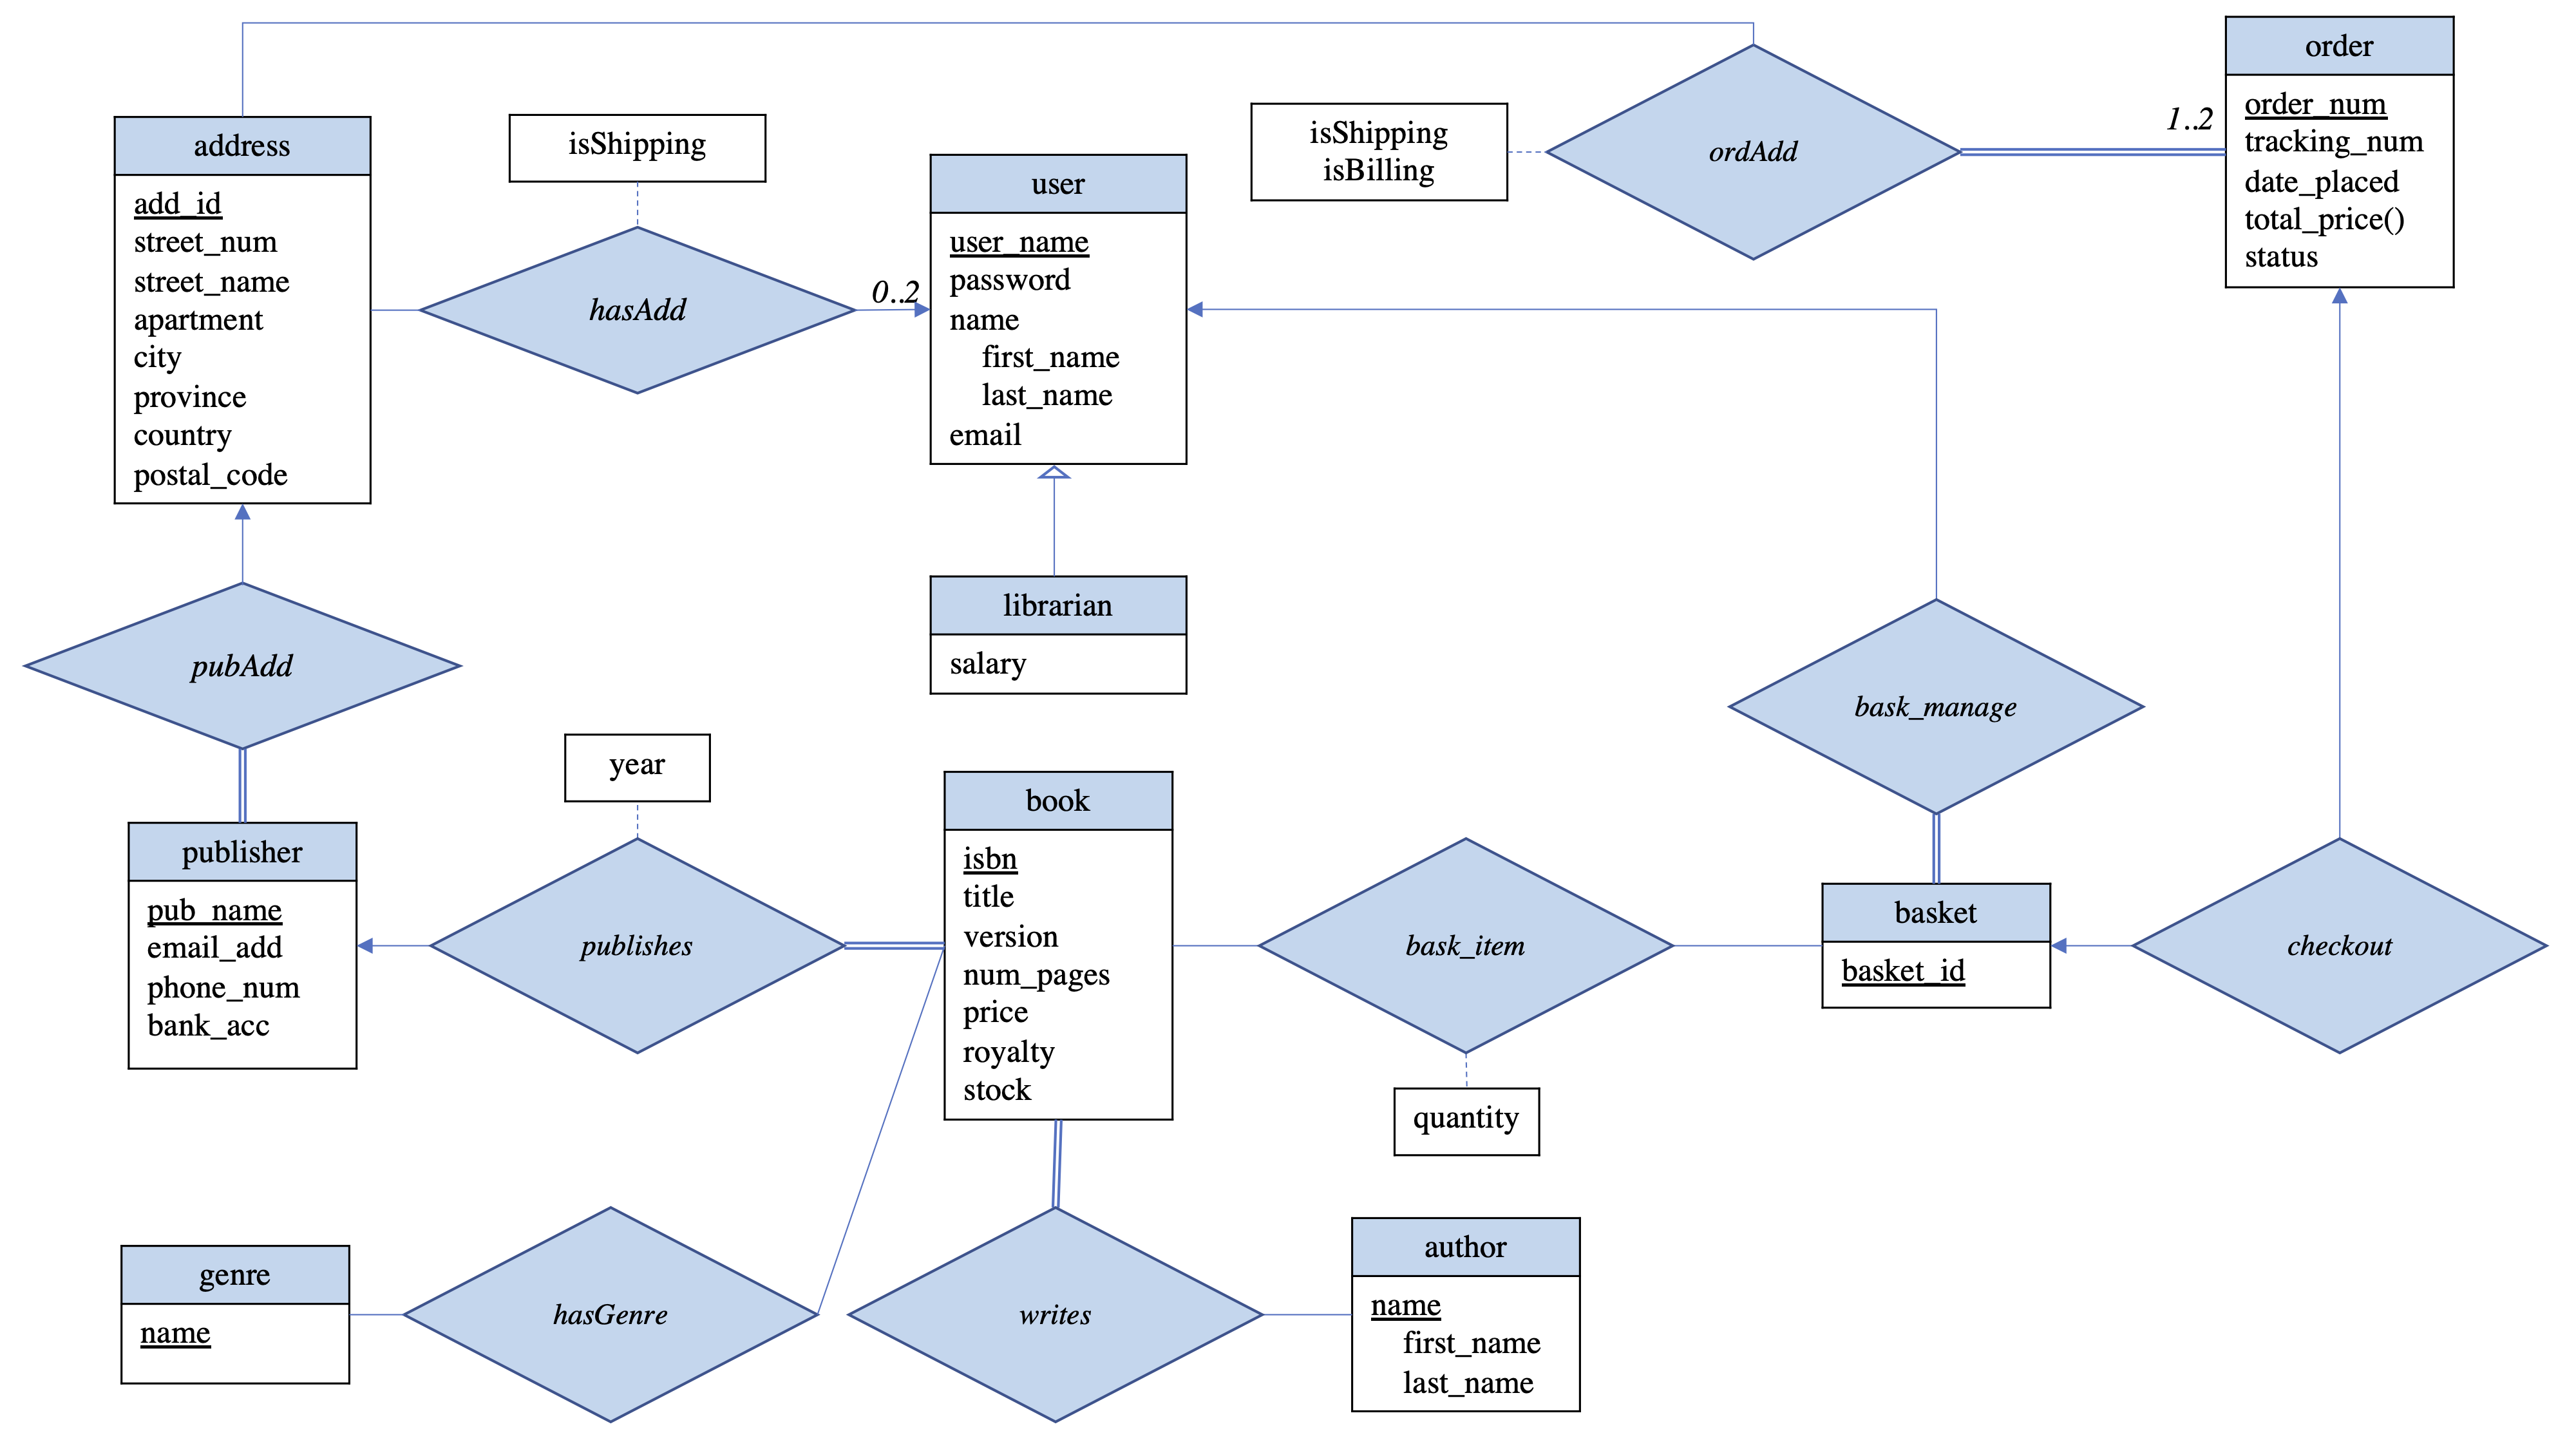 order
order_num
tracking_num
date_placed
total_price()
status
1..2
isShipping
isBilling
ordAdd
address
add_id
street_num
street_name
apartment
city
province
country
postal_code
isShipping
hasAdd
0..2
user
user_name
password
name
first_name
last_name
email
librarian
salary
pubAdd
bask_manage
publisher
pub_name
email_add
phone_num
bank_acc
year
publishes
book
isbn
title
version
num_pages
price
royalty
stock
bask_item
quantity
basket
basket_id
checkout
genre
name
hasGenre
writes
author
name
first_name
last_name